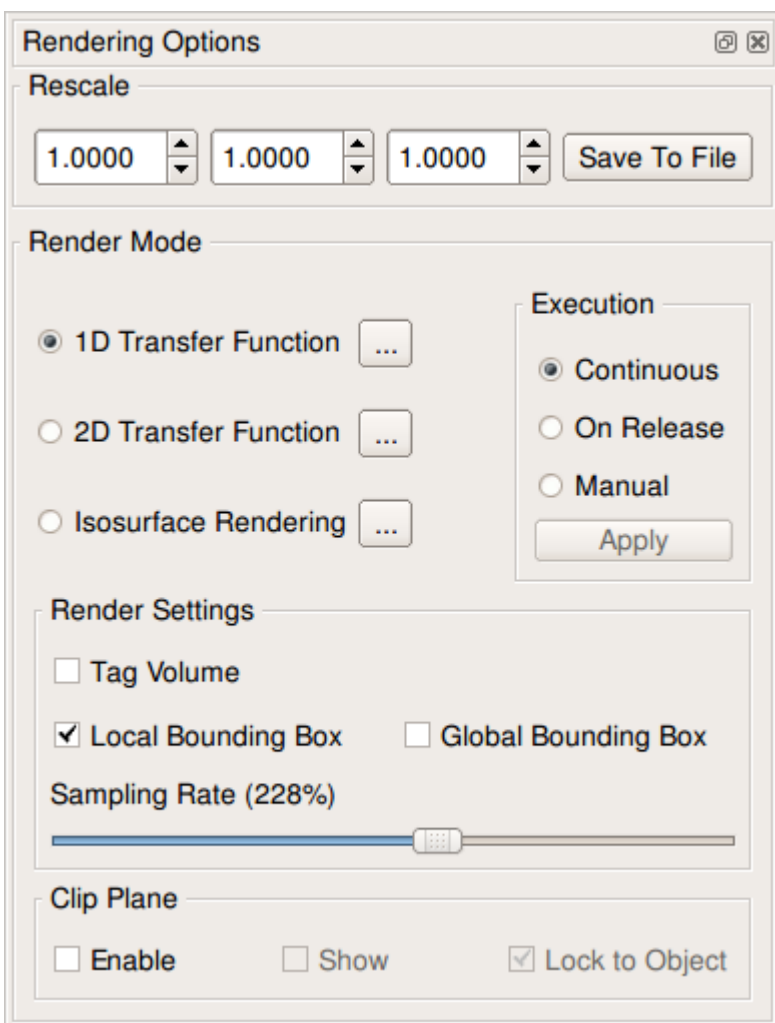 Rendering Options
Rescale
1.0000 1.0000 1.0000 Save To File
Render Mode
Execution
1D Transfer Function ...
Continuous
2D Transfer Function ...
On Release
Manual
Isosurface Rendering ...
Apply
Render Settings
Tag Volume
Local Bounding Box Global Bounding Box
Sampling Rate (228%)
Clip Plane
Enable Show Lock to Object